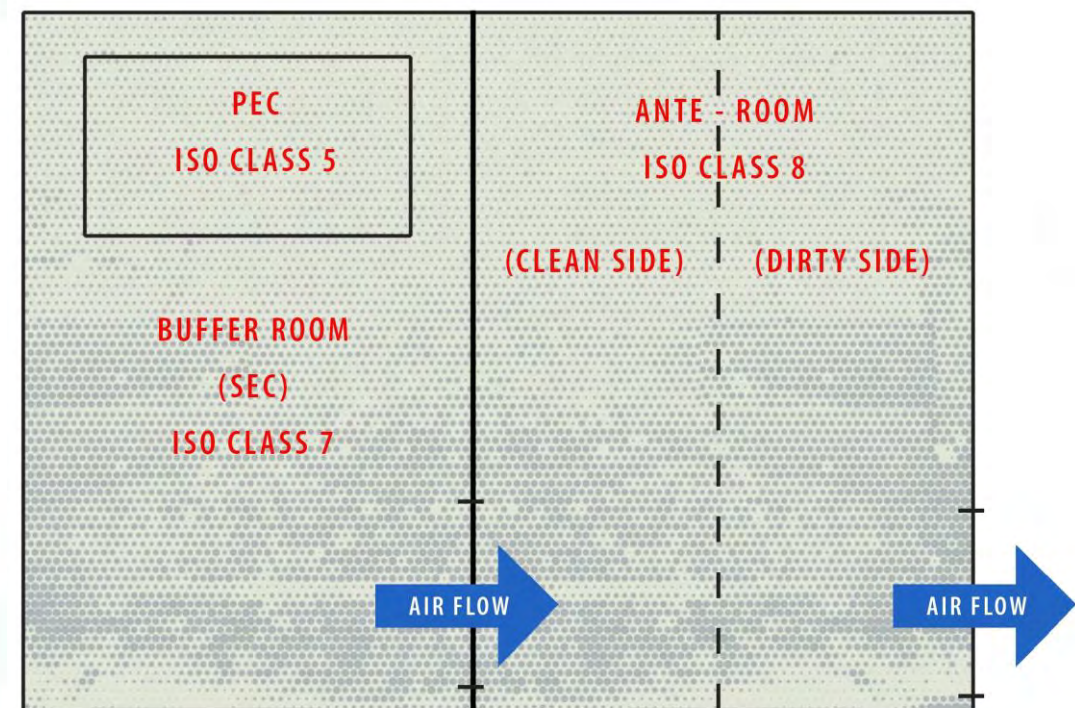 PEC
ISO CLASS 5
BUFFER ROOM
(SEC)
ISO CLASS 7
ANTE - ROOM
ISO CLASS 8
(CLEAN SIDE)
(DIRTY SIDE)
AIR FLOW
AIR FLOW